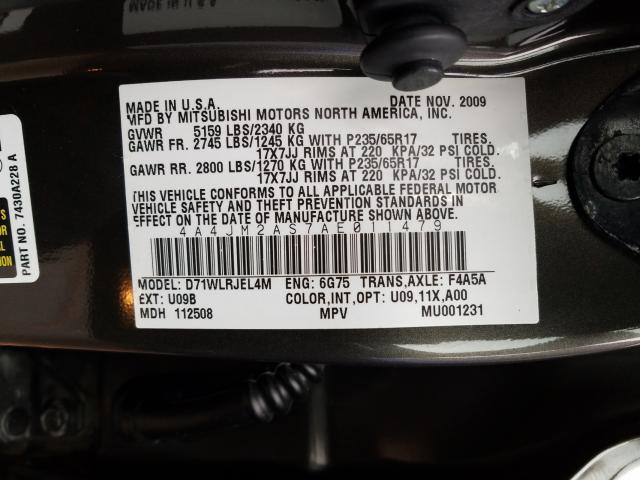 MADE IN U.S.A. DATE NOV. 2009
MFD BY MITSUBISHI MOTORS NORTH AMERICA, INC.
GVWR 5159 LBS/2340 KG
GAWR FR. 2745 LBS/1245 KG WITH P235/65R17 TIRES,
17X7JJ RIMS AT 220 KPA/32 PSI COLD.
GAWR RR. 2800 LBS/1270 KG WITH P235/65R17 TIRES,
17X7JJ RIMS AT 220 KPA/32 PSI COLD.
THIS VEHICLE CONFORMS TO ALL APPLICABLE FEDERAL MOTOR
VEHICLE SAFETY AND THEFT PREVENTION STANDARDS IN
EFFECT ON THE DATE OF MANUFACTURE SHOWN ABOVE.
4A4JM2AS7AE011479
MODEL: D71WLRJEL4M ENG: 6G75 TRANS,AXLE: F4A5A
EXT: U09B COLOR,INT,OPT: U09,11X,A00
MDH 112508 MPV MU001231
7430A228 A